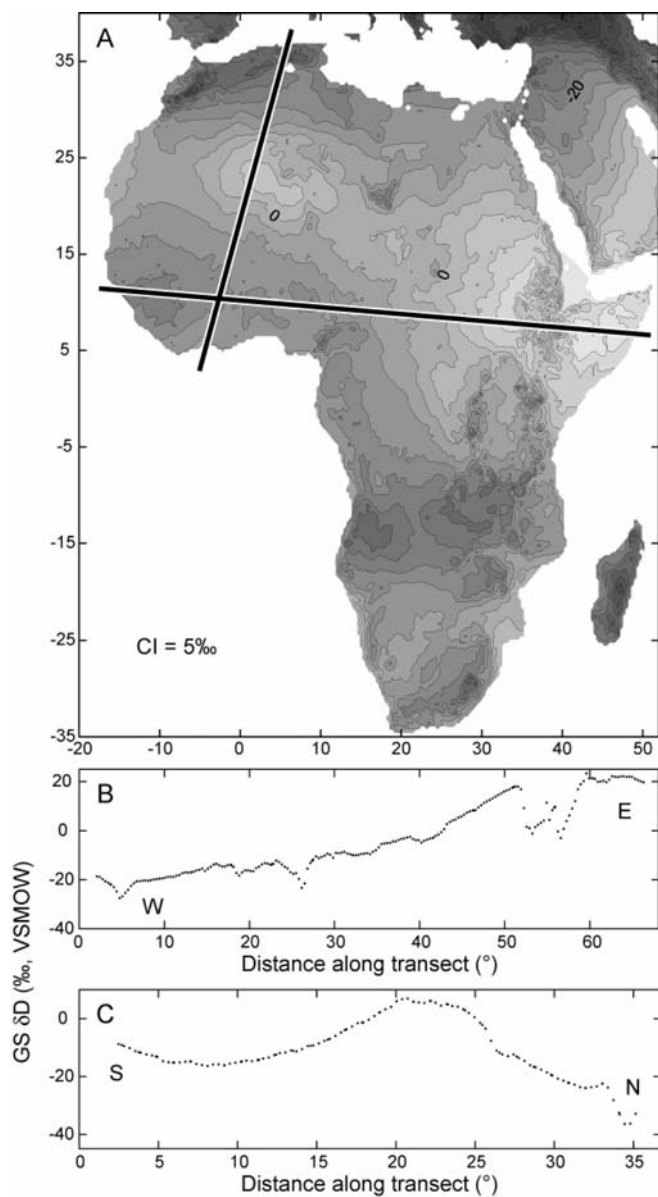 A
35
25
15
5
-5
-15
-25
-35
-20
0
0
CI = 5‰
-20 -10 0 10 20 30 40 50
B
20
0
-20
-40
W
E
0 10 20 30 40 50 60
Distance along transect (°)
GS δD (‰, VSMOW)
C
0
-20
-40
S
N
0 5 10 15 20 25 30 35
Distance along transect (°)